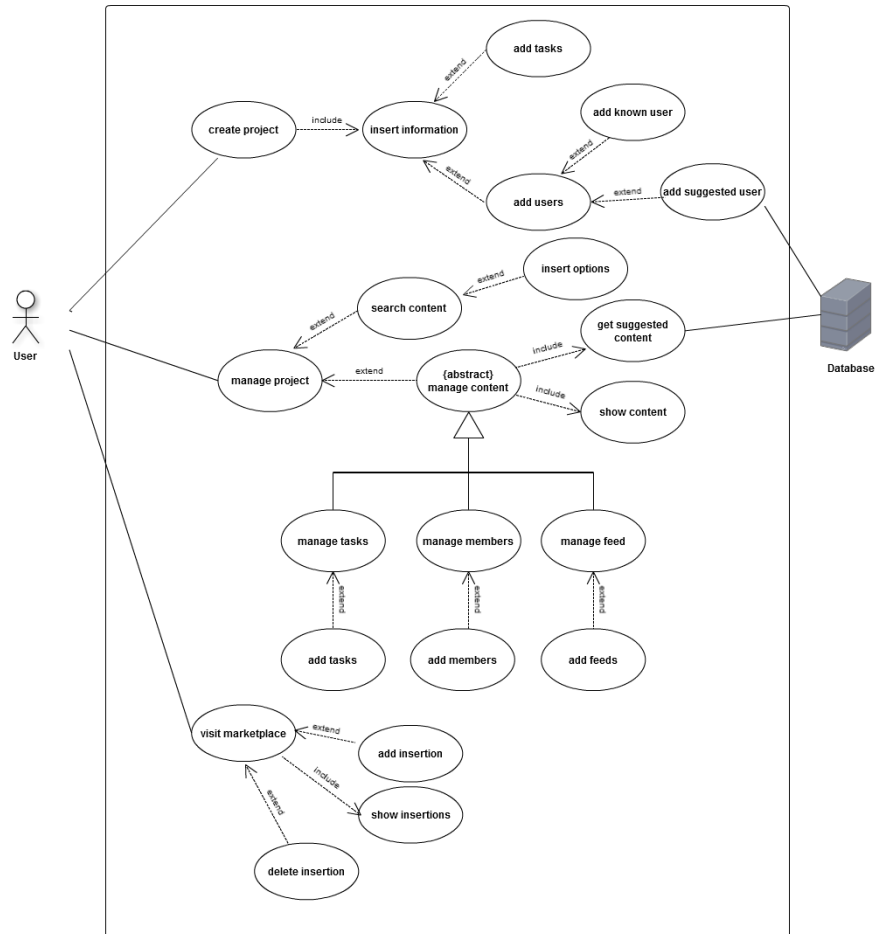 add tasks
extend
add known user
create project
include
insert information
extend
extend
add users
extend
add suggested user
insert options
extend
search content
extend
get suggested
content
include
User
Database
manage project
extend
{abstract}
manage content
include
show content
manage tasks
manage members
manage feed
extend
extend
extend
add tasks
add members
add feeds
visit marketplace
extend
add insertion
include
show insertions
extend
delete insertion